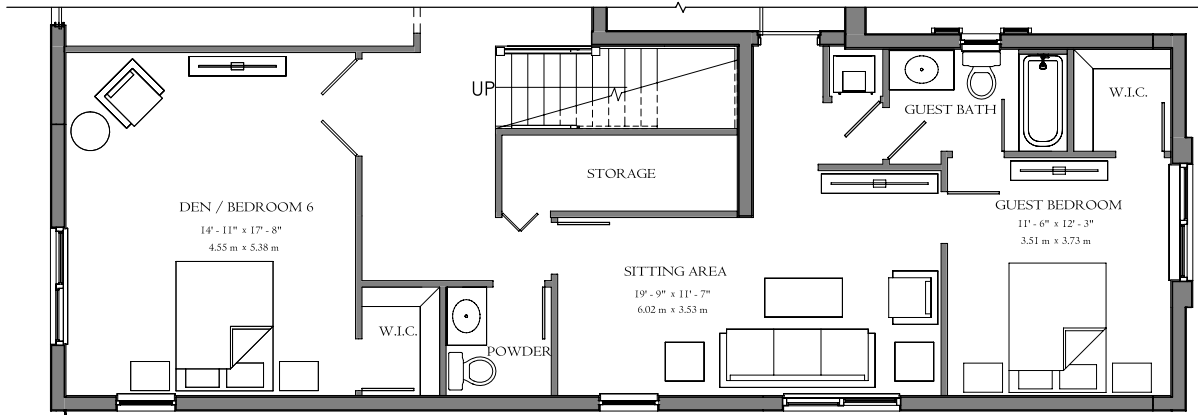 UP
W.I.C.
GUEST BATH
STORAGE
DEN / BEDROOM 6
14' - 11" x 17' - 8"
4.55 m x 5.38 m
GUEST BEDROOM
11' - 6" x 12' - 3"
3.51 m x 3.73 m
SITTING AREA
19' - 9" x 11' - 7"
6.02 m x 3.53 m
W.I.C.
POWDER